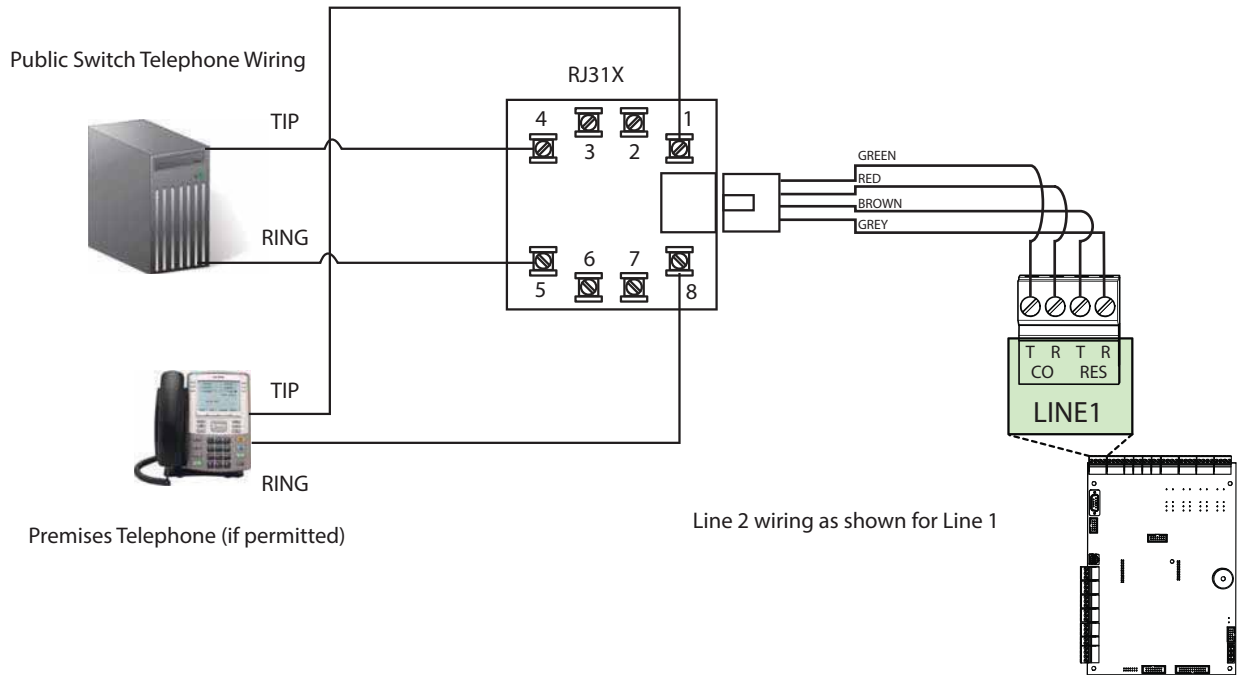 Public Switch Telephone Wiring
RJ31X
TIP
4
3
2
1
GREEN
RED
BROWN
GREY
RING
5
6
7
8
T R T R
CO RES
LINE1
TIP
RING
Premises Telephone (if permitted)
Line 2 wiring as shown for Line 1